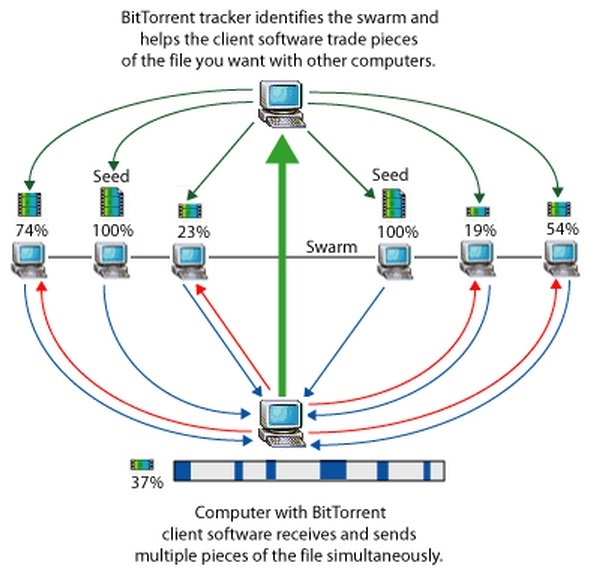 BitTorrent tracker identifies the swarm and
helps the client software trade pieces
of the file you want with other computers.
Seed
Seed
74%
100%
23%
100%
19%
54%
Swarm
37%
Computer with BitTorrent
client software receives and sends
multiple pieces of the file simultaneously.